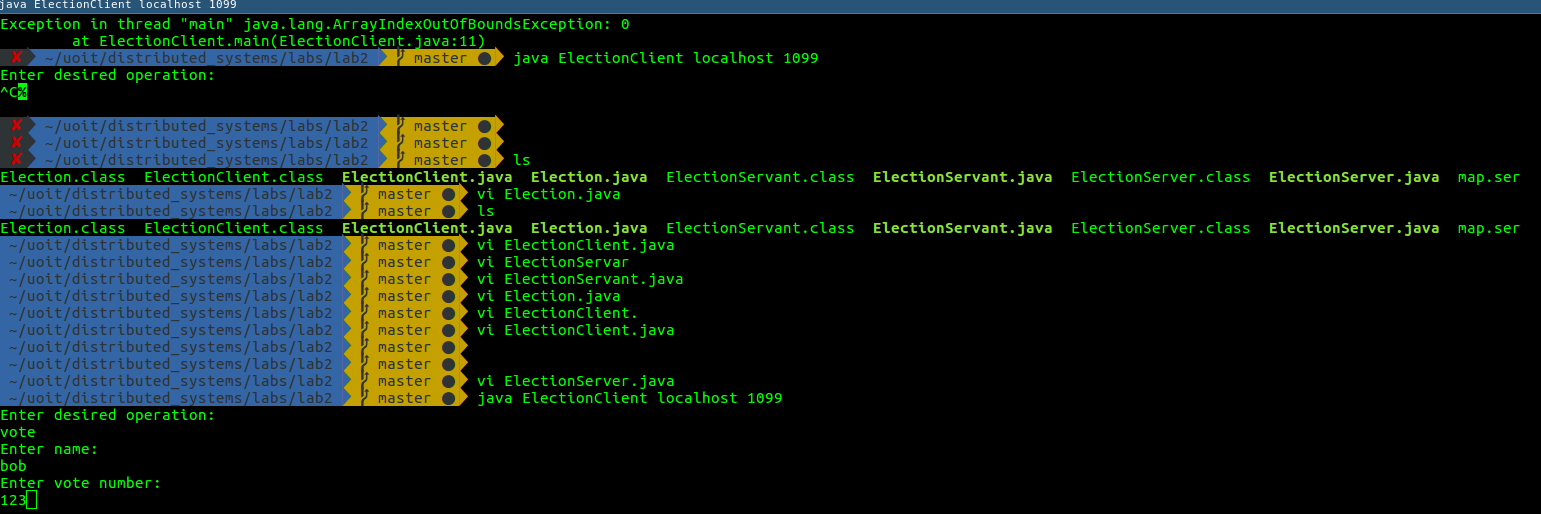 java ElectionClient localhost 1099
Exception in thread "main" java.lang.ArrayIndexOutOfBoundsException: 0
at ElectionClient.main(ElectionClient.java:11)
✘ ~/uoit/distributed_systems/labs/lab2 master ● java ElectionClient localhost 1099
Enter desired operation:
^C%
✘ ~/uoit/distributed_systems/labs/lab2 master ●
✘ ~/uoit/distributed_systems/labs/lab2 master ●
✘ ~/uoit/distributed_systems/labs/lab2 master ● ls
Election.class ElectionClient.class ElectionClient.java Election.java ElectionServant.class ElectionServant.java ElectionServer.class ElectionServer.java map.ser
~/uoit/distributed_systems/labs/lab2 master ● vi Election.java
~/uoit/distributed_systems/labs/lab2 master ● ls
Election.class ElectionClient.class ElectionClient.java Election.java ElectionServant.class ElectionServant.java ElectionServer.class ElectionServer.java map.ser
~/uoit/distributed_systems/labs/lab2 master ● vi ElectionClient.java
~/uoit/distributed_systems/labs/lab2 master ● vi ElectionServar
~/uoit/distributed_systems/labs/lab2 master ● vi ElectionServant.java
~/uoit/distributed_systems/labs/lab2 master ● vi Election.java
~/uoit/distributed_systems/labs/lab2 master ● vi ElectionClient.
~/uoit/distributed_systems/labs/lab2 master ● vi ElectionClient.java
~/uoit/distributed_systems/labs/lab2 master ●
~/uoit/distributed_systems/labs/lab2 master ●
~/uoit/distributed_systems/labs/lab2 master ● vi ElectionServer.java
~/uoit/distributed_systems/labs/lab2 master ● java ElectionClient localhost 1099
Enter desired operation:
vote
Enter name:
bob
Enter vote number:
123